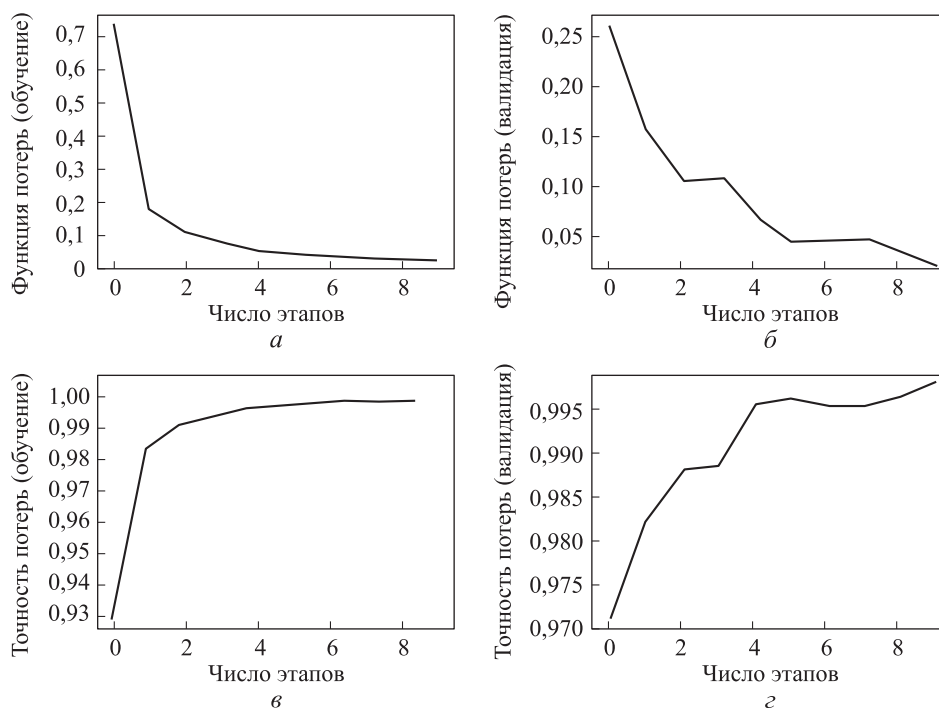 Функция потерь (обучение)
0,7
0,6
0,5
0,4
0,3
0,2
0,1
0
0 2 4 6 8
Число этапов
а
Функция потерь (валидация)
0,25
0,20
0,15
0,10
0,05
0 2 4 6 8
Число этапов
б
Точность потерь (обучение)
1,00
0,99
0,98
0,97
0,96
0,95
0,94
0,93
0 2 4 6 8
Число этапов
в
Точность потерь (валидация)
0,995
0,990
0,985
0,980
0,975
0,970
0 2 4 6 8
Число этапов
г